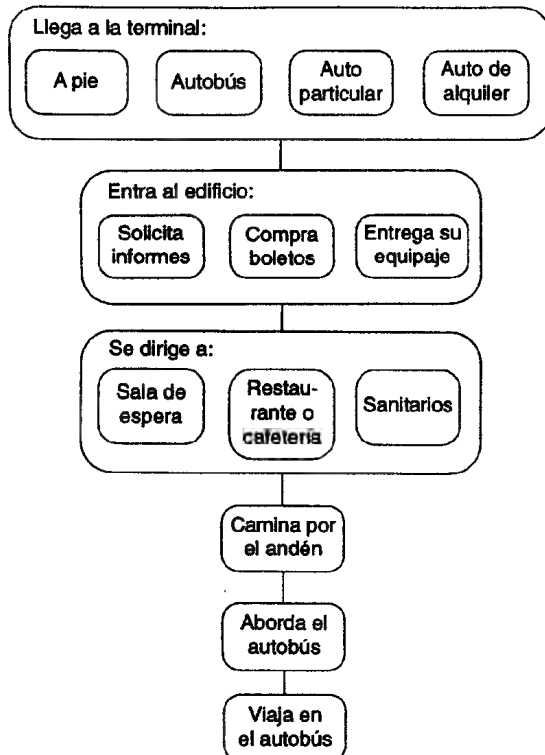 Llega a la terminal:
A pie
Autobús
Auto
particular
Auto de
alquiler
Entra al edificio:
Solicita
informes
Compra
boletos
Entrega su
equipaje
Se dirige a:
Sala de
espera
Restau-
rante o
cafetería
Sanitarios
Camina por
el andén
Aborda el
autobús
Viaja en
el autobús